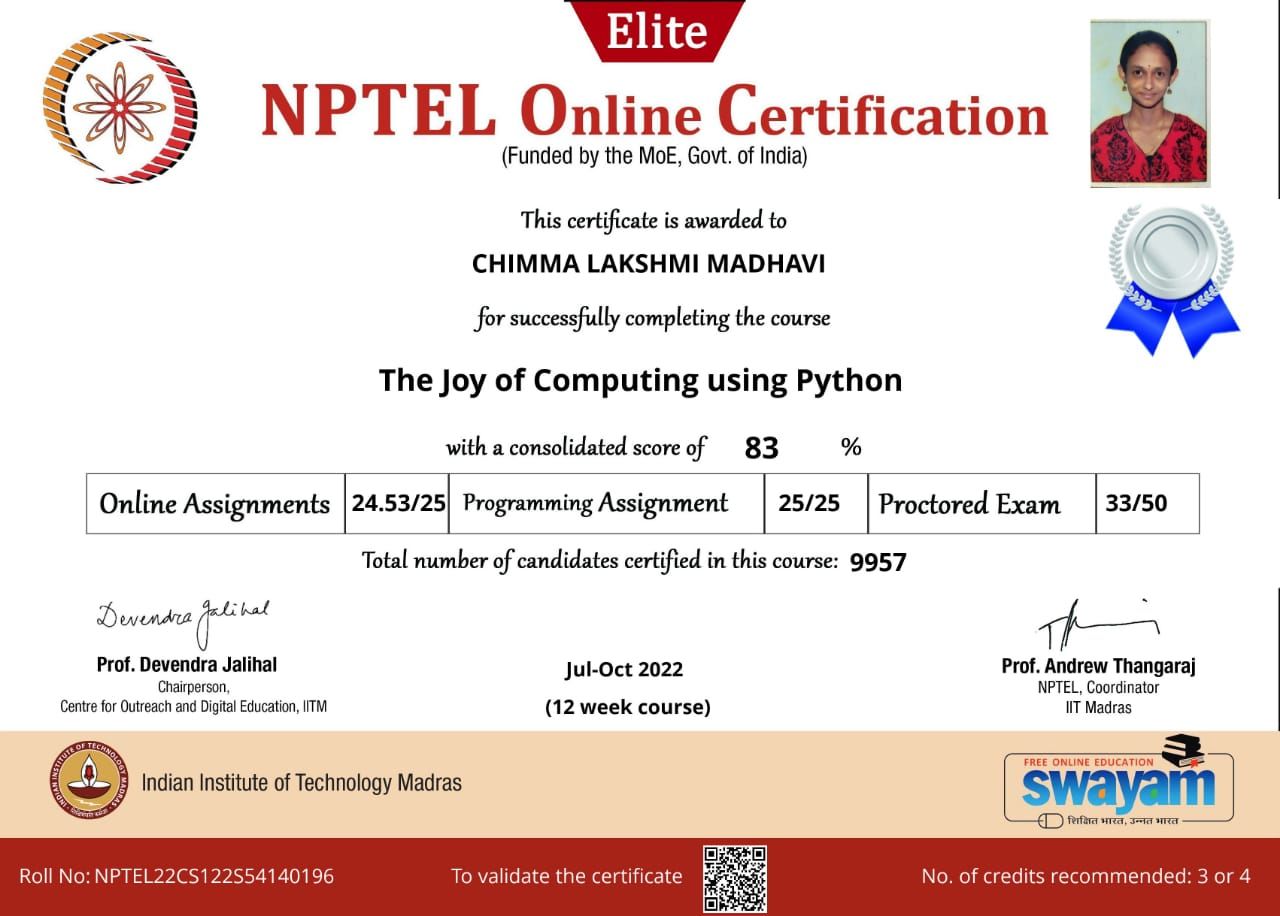 Elite
NPTEL Online Certification
(Funded by the MoE, Govt. of India)
This certificate is awarded to
CHIMMA LAKSHMI MADHAVI
for successfully completing the course
The Joy of Computing using Python
with a consolidated score of 83 %
Online Assignments 24.53/25 Programming Assignment 25/25 Proctored Exam 33/50
Total number of candidates certified in this course: 9957
Devendra Jalihal
Prof. Devendra Jalihal
Chairperson,
Centre for Outreach and Digital Education, IITM
Jul-Oct 2022
(12 week course)
Prof. Andrew Thangaraj
NPTEL, Coordinator
IIT Madras
INDIAN INSTITUTE OF TECHNOLOGY MADRAS
Indian Institute of Technology Madras
FREE ONLINE EDUCATION
swayam
शिक्षित भारत, उन्नत भारत
Roll No: NPTEL22CS122S54140196
To validate the certificate
No. of credits recommended: 3 or 4